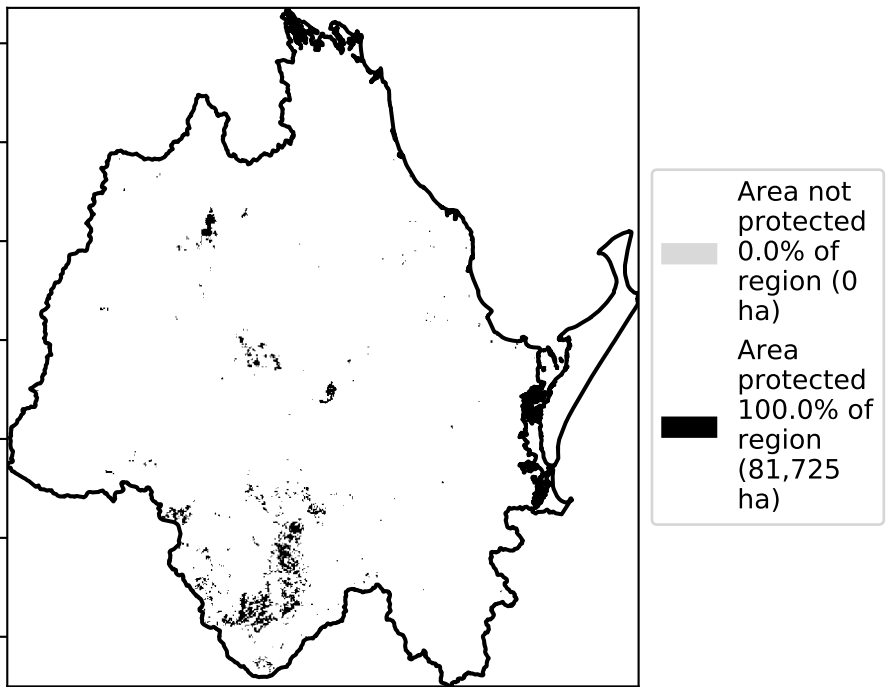 Area not
protected
0.0% of
region (0
ha)
Area
protected
100.0% of
region
(81,725
ha)